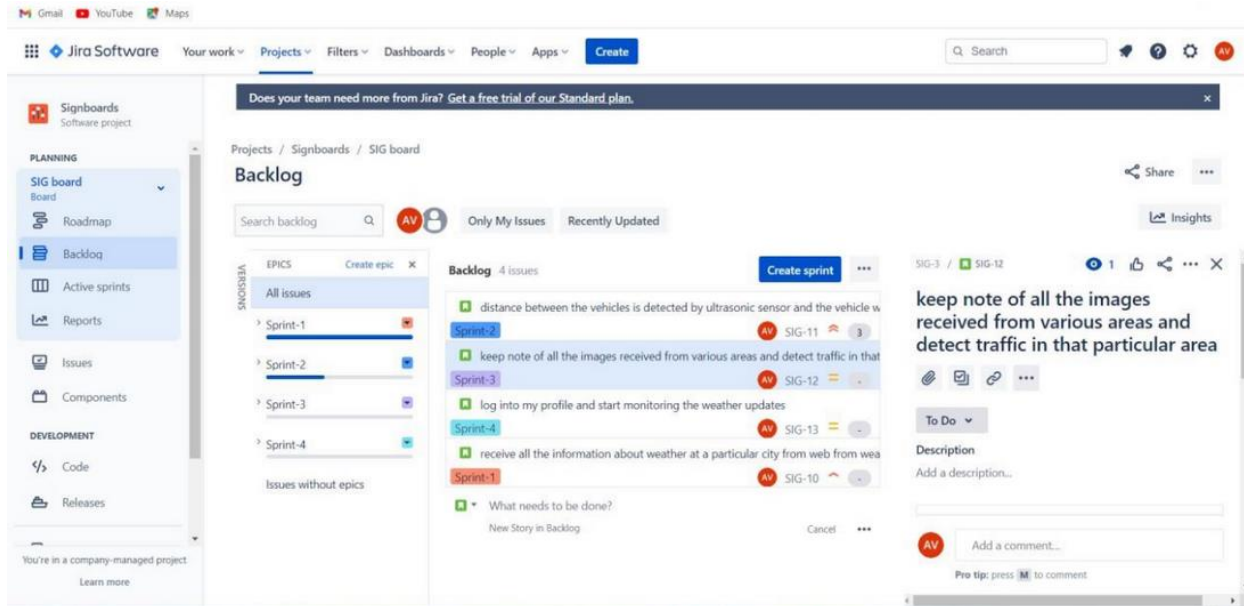 Gmail YouTube Maps
Jira Software Your work Projects Filters Dashboards People Apps Create Search AV
Signboards
Software project
PLANNING
SIG board
Board
Roadmap
Backlog
Active sprints
Reports
Issues
Components
DEVELOPMENT
Code
Releases
You're in a company-managed project
Learn more
Does your team need more from Jira? Get a free trial of our Standard plan.
Projects / Signboards / SIG board
Backlog
Share
Search backlog AV Only My Issues Recently Updated
Insights
VERSIONS
EPICS Create epic
All issues
Sprint-1
Sprint-2
Sprint-3
Sprint-4
Issues without epics
Backlog 4 issues Create sprint
distance between the vehicles is detected by ultrasonic sensor and the vehicle w
Sprint-2 AV SIG-11 3
keep note of all the images received from various areas and detect traffic in that
Sprint-3 AV SIG-12 -
log into my profile and start monitoring the weather updates
Sprint-4 AV SIG-13 -
receive all the information about weather at a particular city from web from wea
Sprint-1 AV SIG-10 -
What needs to be done?
New Story in Backlog Cancel
SIG-3 / SIG-12 1
keep note of all the images
received from various areas and
detect traffic in that particular area
To Do
Description
Add a description...
AV Add a comment...
Pro tip: press M to comment